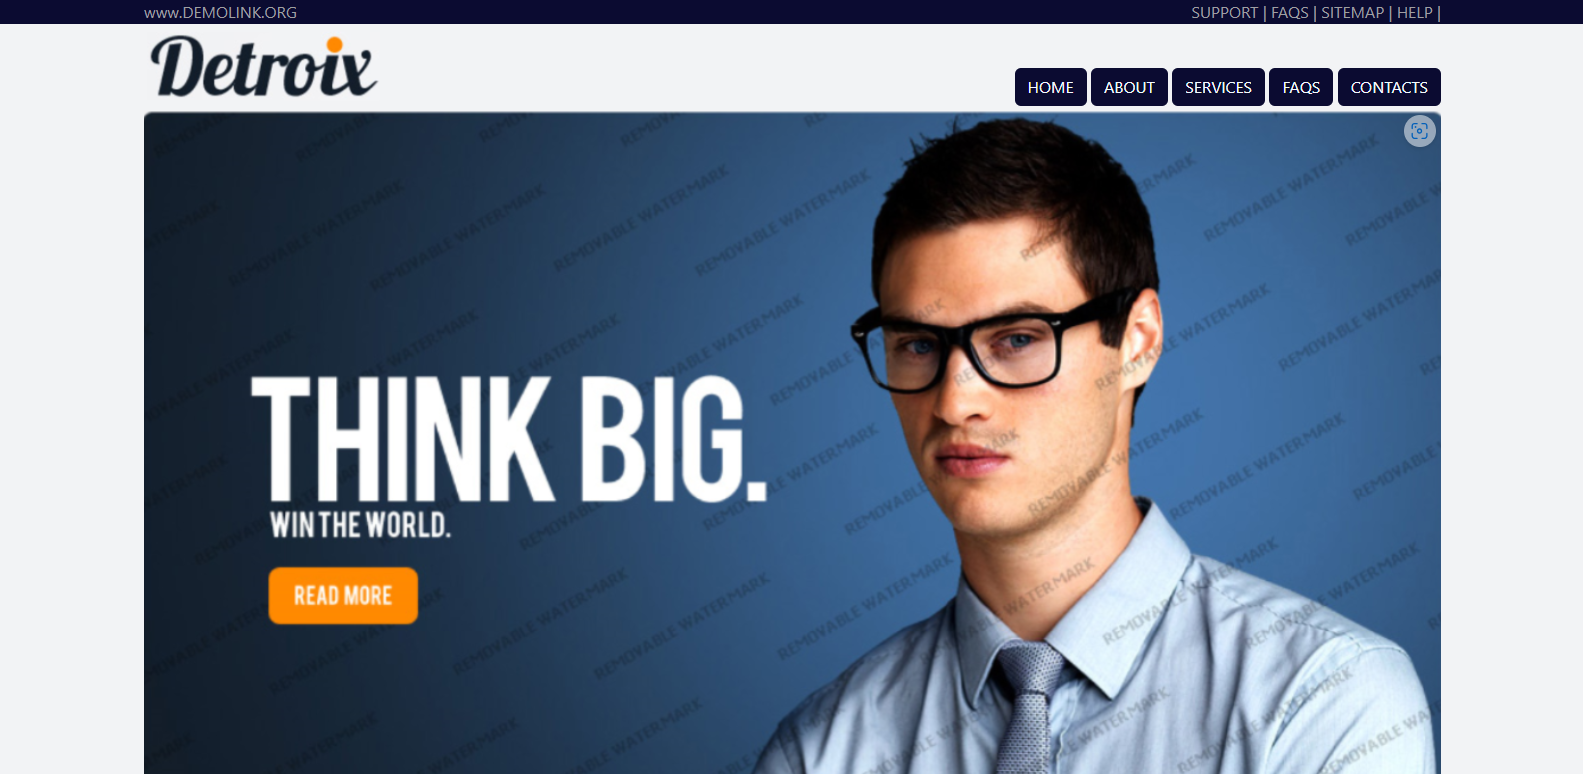 www.DEMOLINK.ORG
SUPPORT | FAQS | SITEMAP | HELP |
Detroix
HOME ABOUT SERVICES FAQS CONTACTS
THINK BIG.
WIN THE WORLD.
READ MORE
REMOVABLE WATERMARK